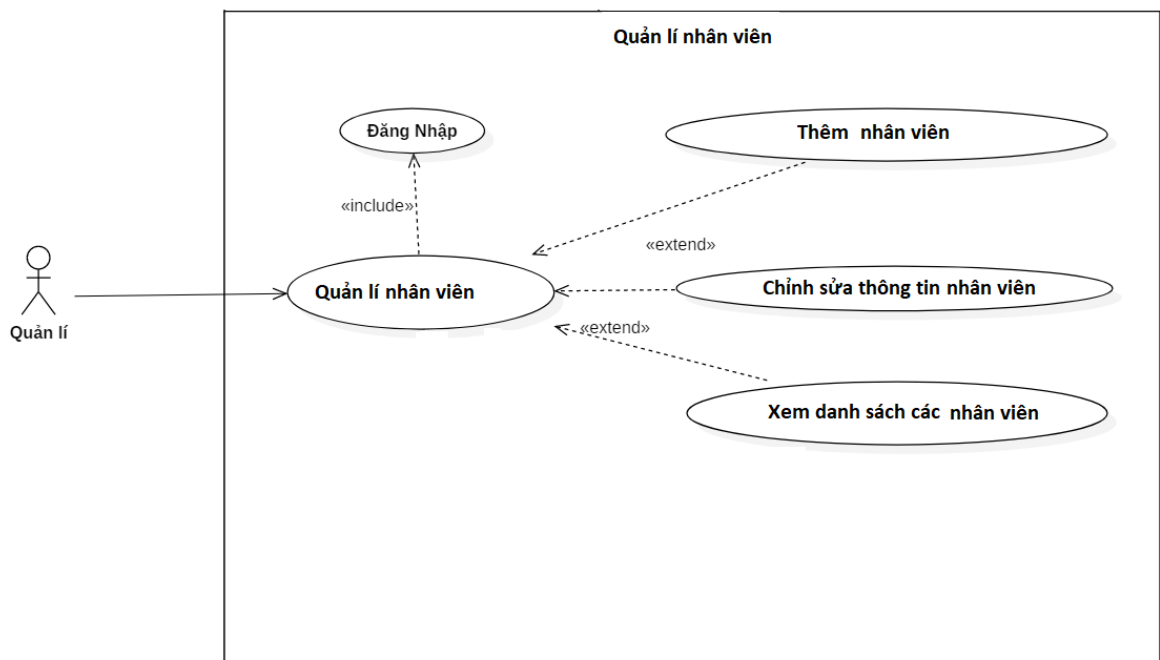 Quản lí nhân viên
Đăng Nhập
Thêm nhân viên
«include»
«extend»
Quản lí nhân viên
Chỉnh sửa thông tin nhân viên
«extend»
Quản lí
Xem danh sách các nhân viên